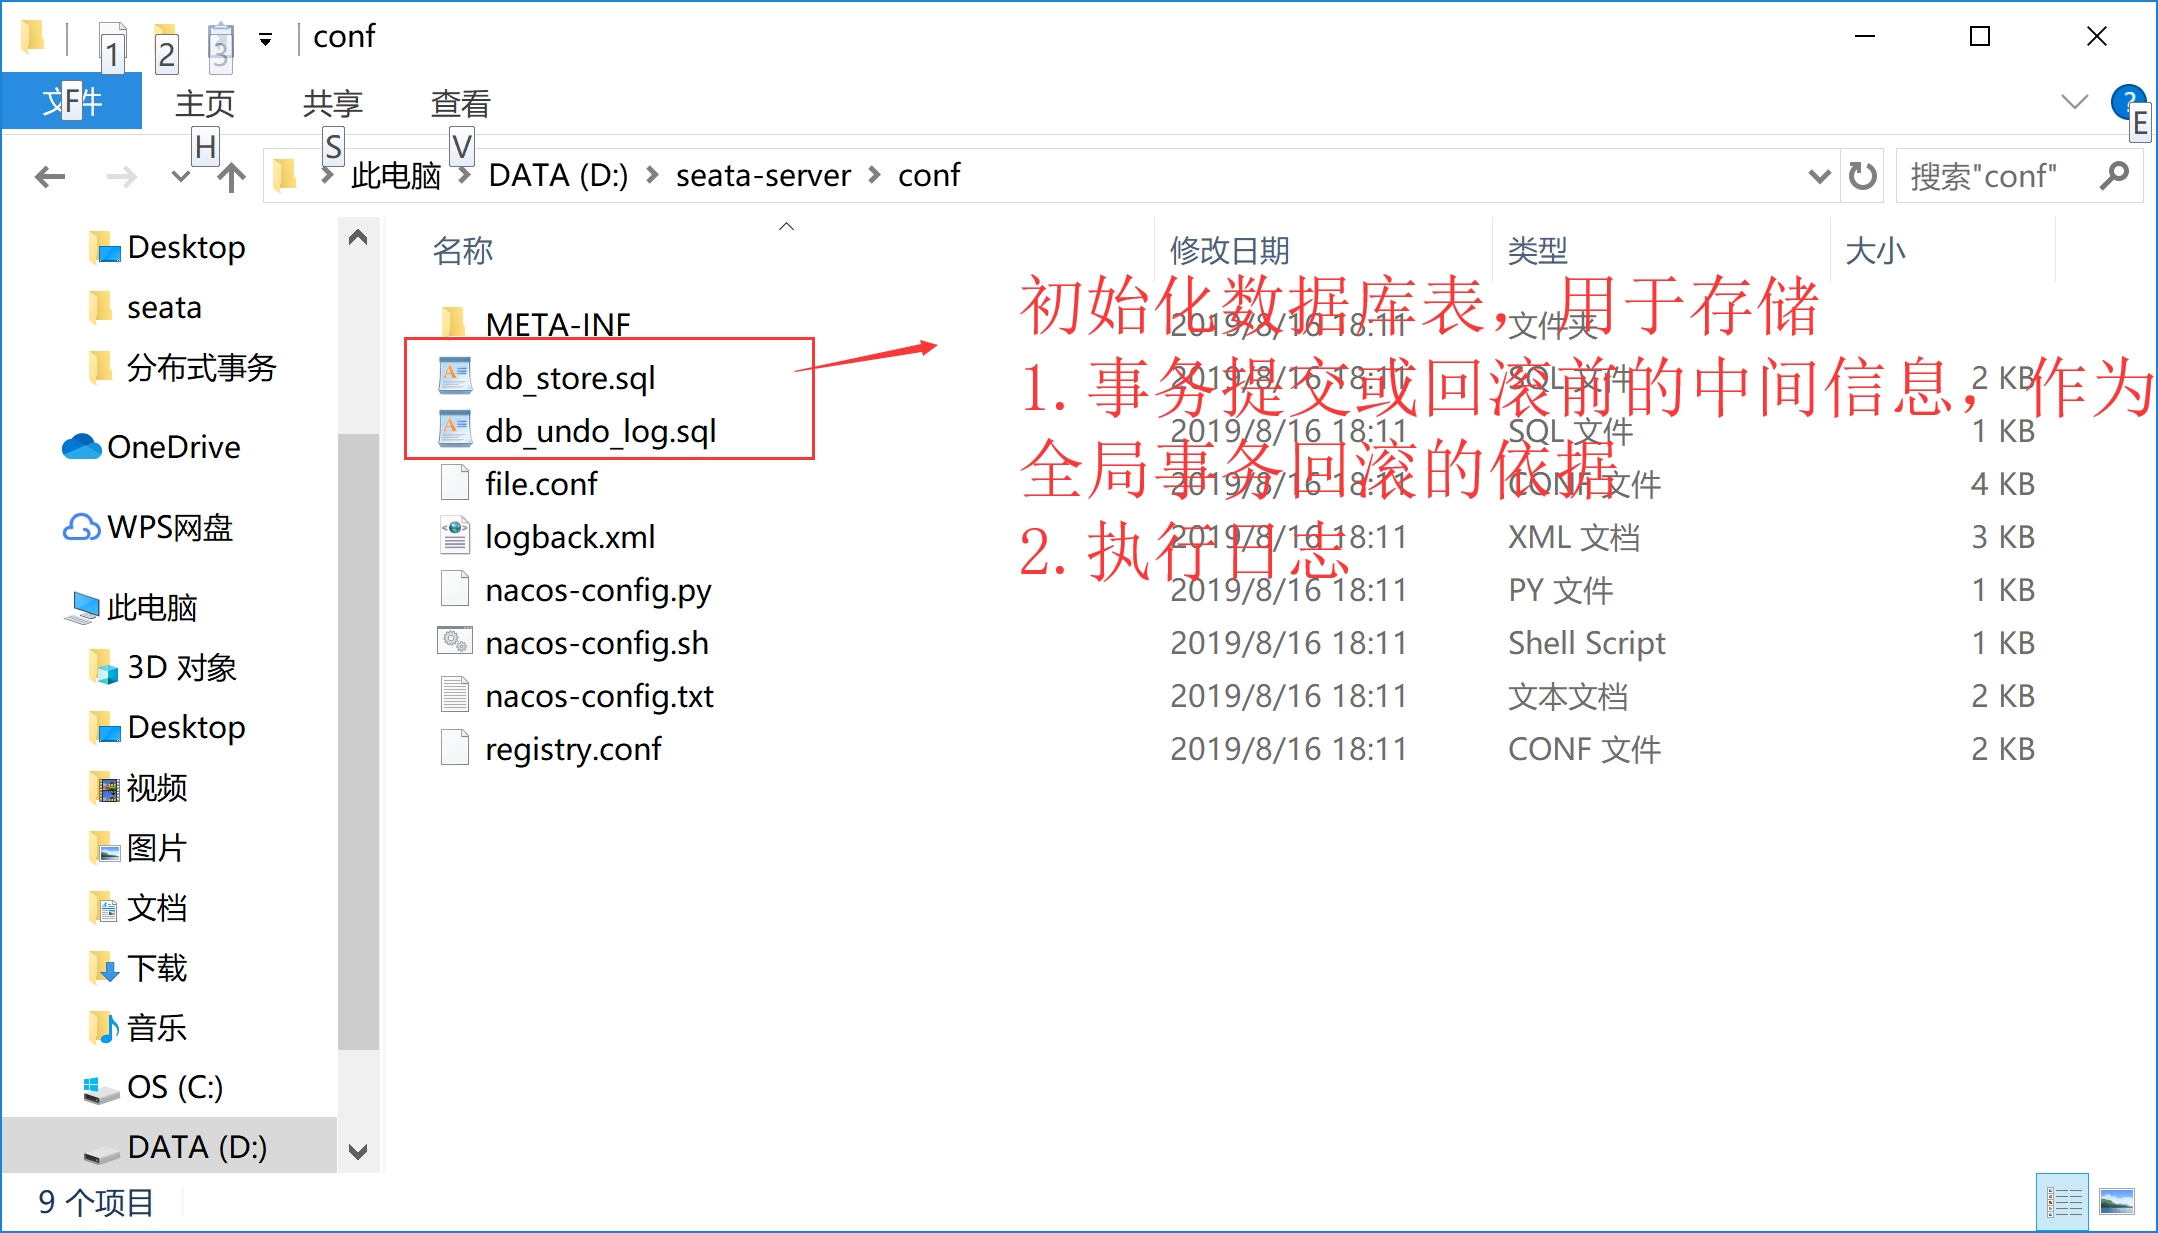 conf
1
2
3
文件
F
主页
H
共享
S
查看
V
E
此电脑 > DATA (D:) > seata-server > conf
搜索"conf"
Desktop
seata
分布式事务
OneDrive
WPS网盘
此电脑
3D 对象
Desktop
视频
图片
文档
下载
音乐
OS (C:)
DATA (D:)
名称 修改日期 类型 大小
META-INF 2019/8/16 18:11 文件夹
db_store.sql 2019/8/16 18:11 SQL 文件 2 KB
db_undo_log.sql 2019/8/16 18:11 SQL 文件 1 KB
file.conf 2019/8/16 18:11 CONF 文件 4 KB
logback.xml 2019/8/16 18:11 XML 文档 3 KB
nacos-config.py 2019/8/16 18:11 PY 文件 1 KB
nacos-config.sh 2019/8/16 18:11 Shell Script 1 KB
nacos-config.txt 2019/8/16 18:11 文本文档 2 KB
registry.conf 2019/8/16 18:11 CONF 文件 2 KB
初始化数据库表，用于存储
1. 事务提交或回滚前的中间信息，作为
全局事务回滚的依据
2. 执行日志
9 个项目